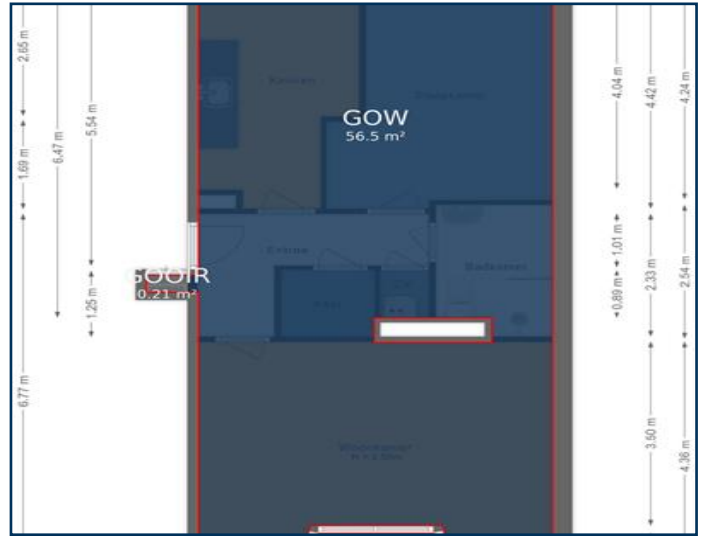 2.65 m
1.69 m
6.77 m
6.47 m
5.54 m
1.25 m
Keuken
Slaapkamer
GOW
56.5 m²
Entree
Badkamer
GOOIR
0.21 m²
Woonkamer
4.04 m
1.01 m
0.89 m
4.42 m
2.33 m
3.50 m
4.24 m
2.54 m
4.36 m